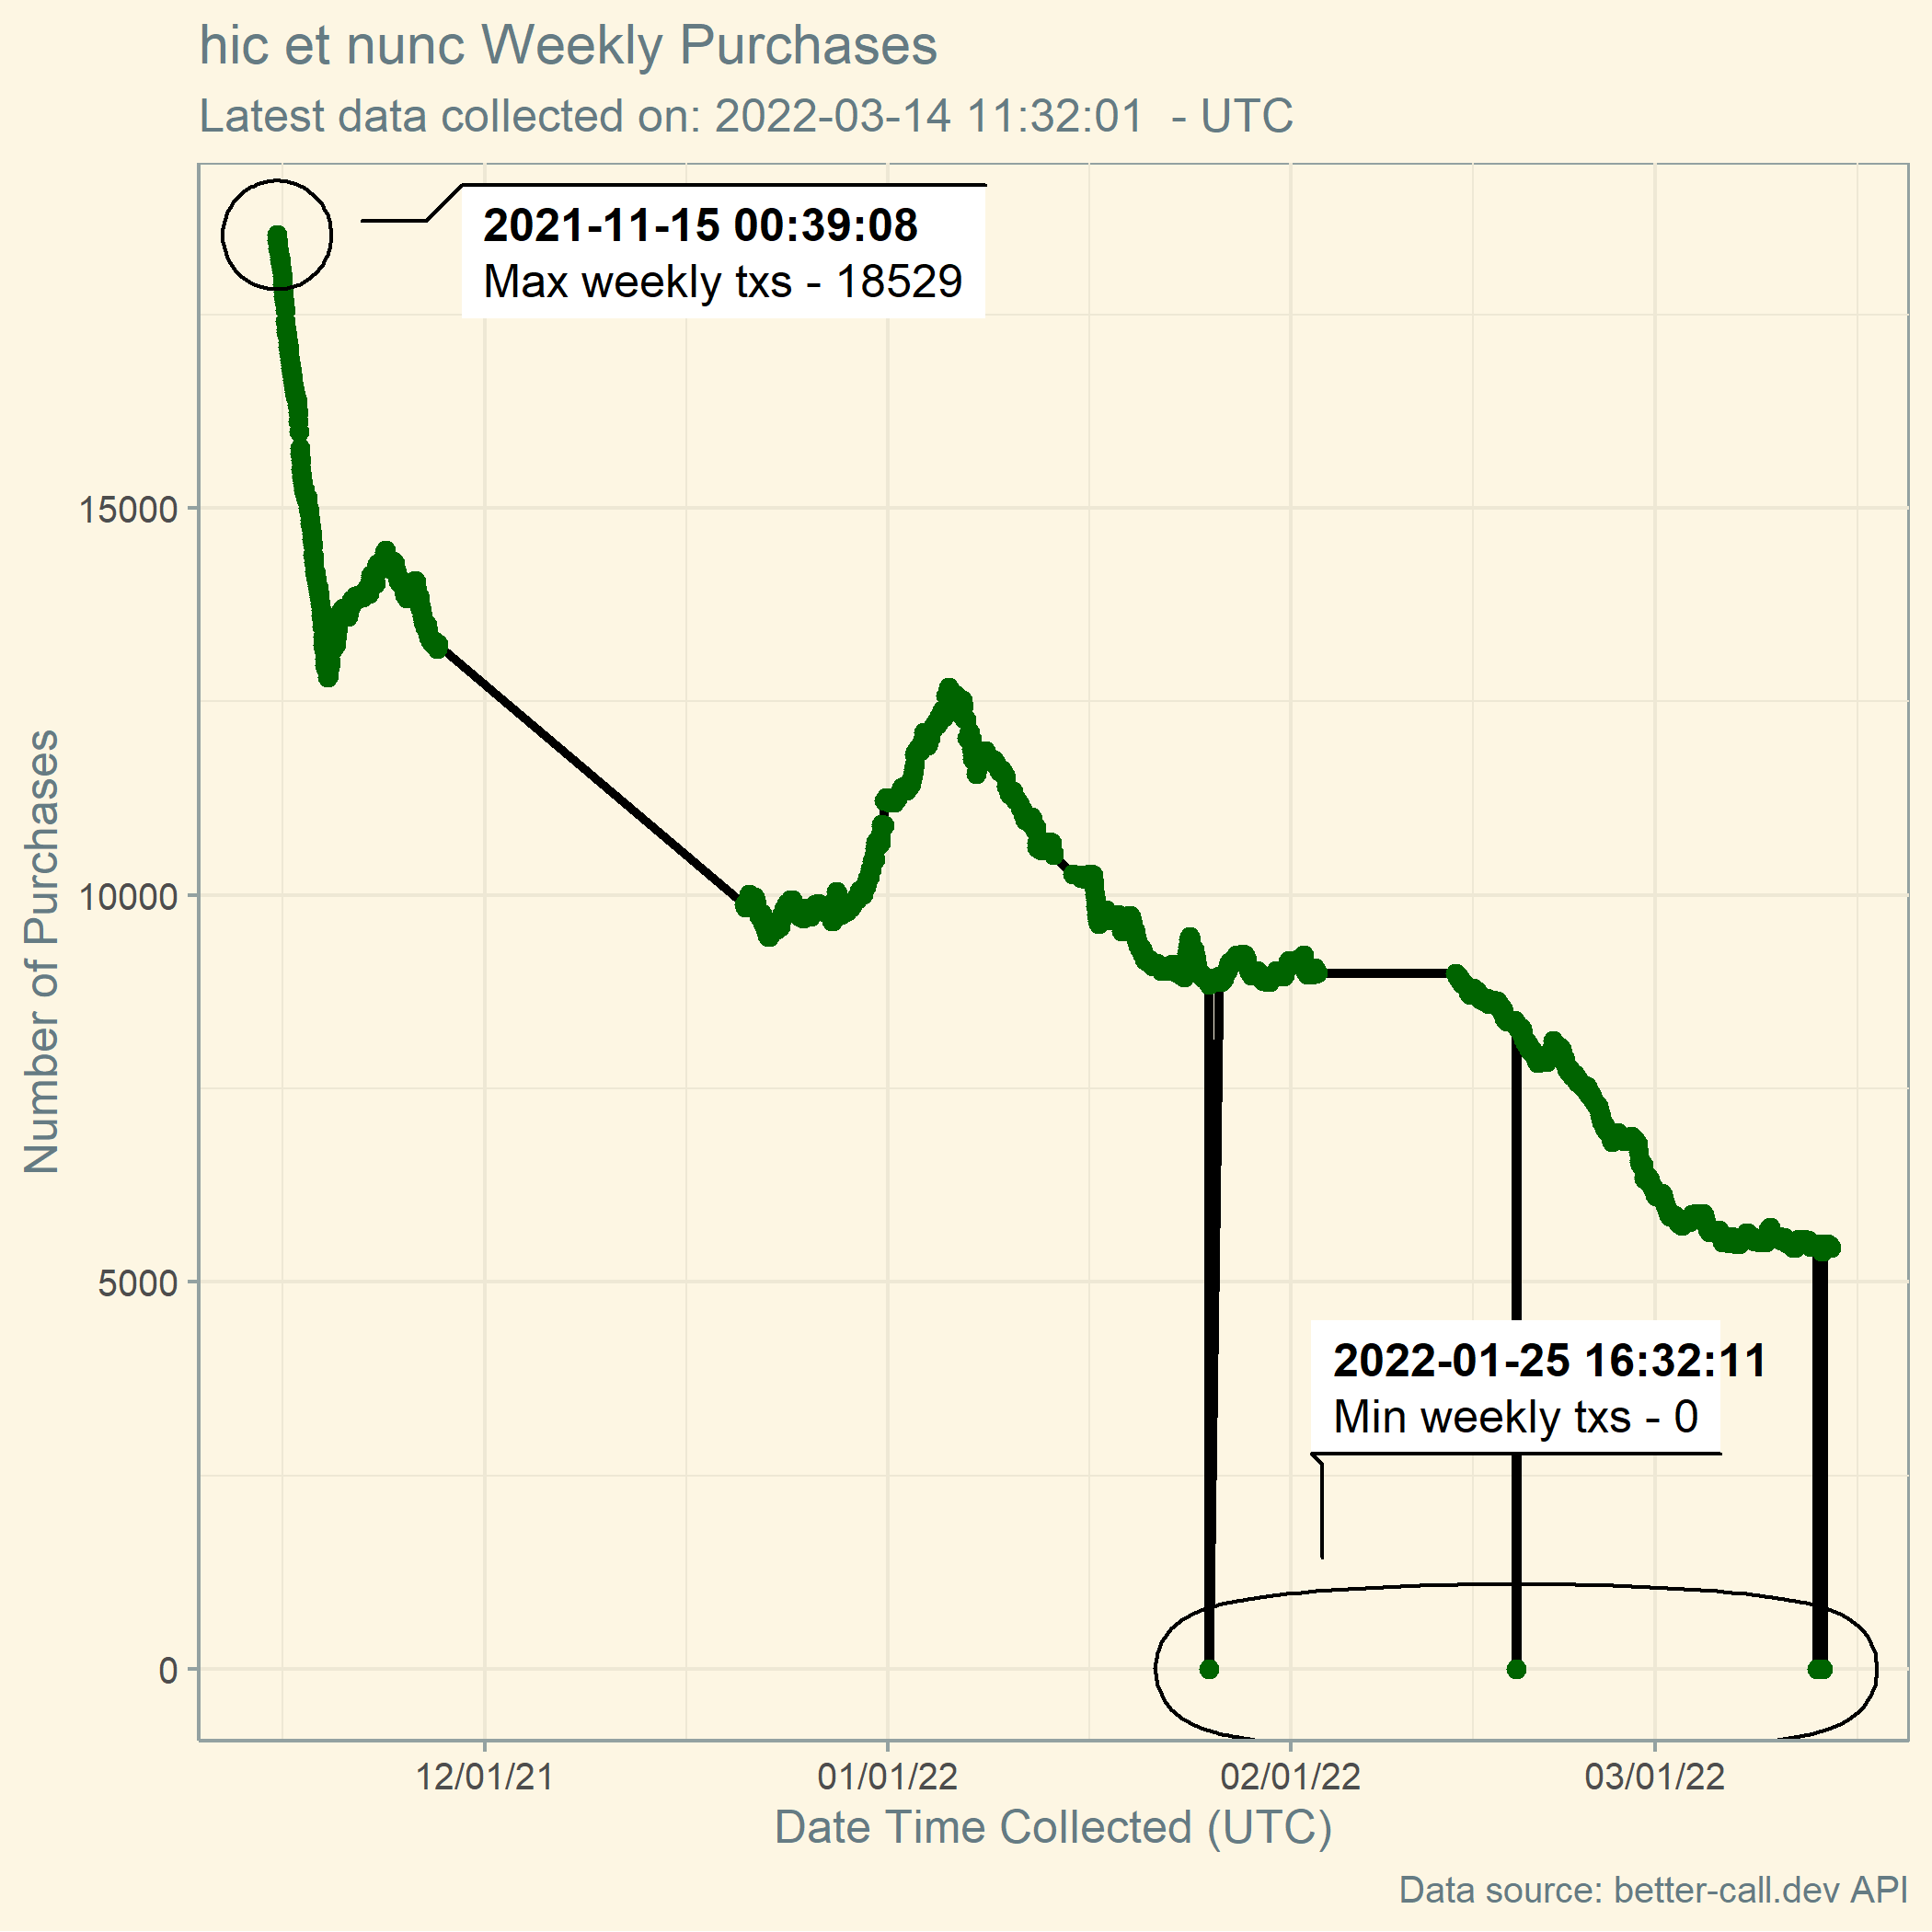 hic et nunc Weekly Purchases
Latest data collected on: 2022-03-14 11:32:01  - UTC
2021-11-15 00:39:08
Max weekly txs - 18529
Number of Purchases
15000
10000
5000
0
2022-01-25 16:32:11
Min weekly txs - 0
12/01/21
01/01/22
02/01/22
03/01/22
Date Time Collected (UTC)
Data source: better-call.dev API